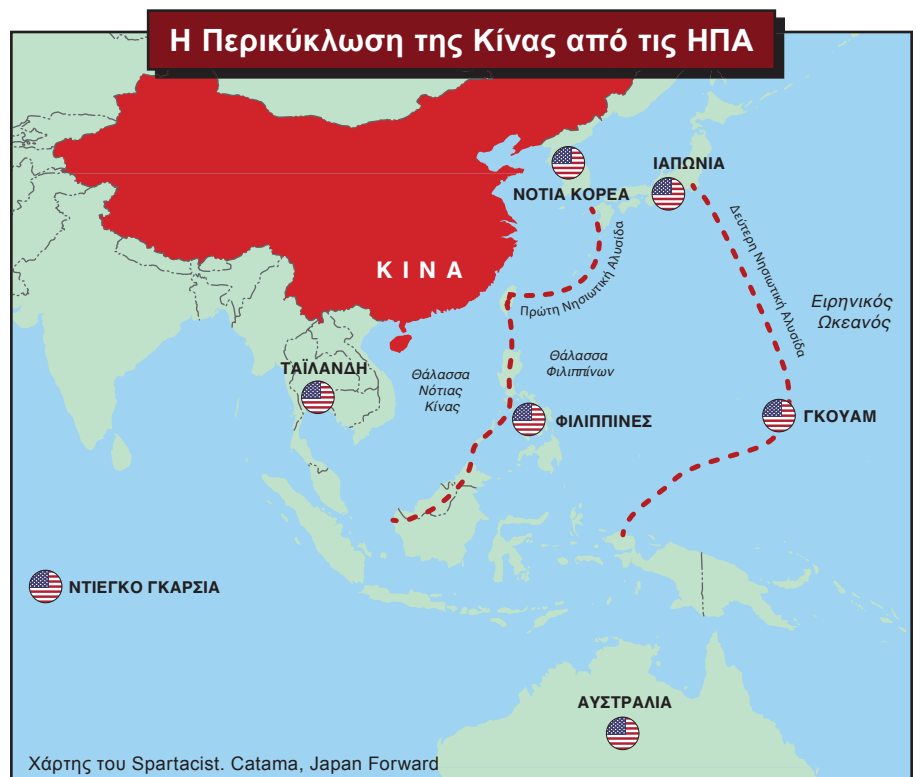 Η Περικύκλωση της Κίνας από τις ΗΠΑ
ΙΑΠΩΝΙΑ
ΝΟΤΙΑ ΚΟΡΕΑ
Δεύτερη Νησιωτική Αλυσίδα
ΚΙΝΑ
Πρώτη Νησιωτική Αλυσίδα
Ειρηνικός
Ωκεανός
ΤΑΪΛΑΝΔΗ
Θάλασσα
Νότιας
Κίνας
Θάλασσα
Φιλιππίνων
ΦΙΛΙΠΠΙΝΕΣ
ΓΚΟΥΑΜ
ΝΤΙΕΓΚΟ ΓΚΑΡΣΙΑ
ΑΥΣΤΡΑΛΙΑ
Χάρτης του Spartacist. Catama, Japan Forward